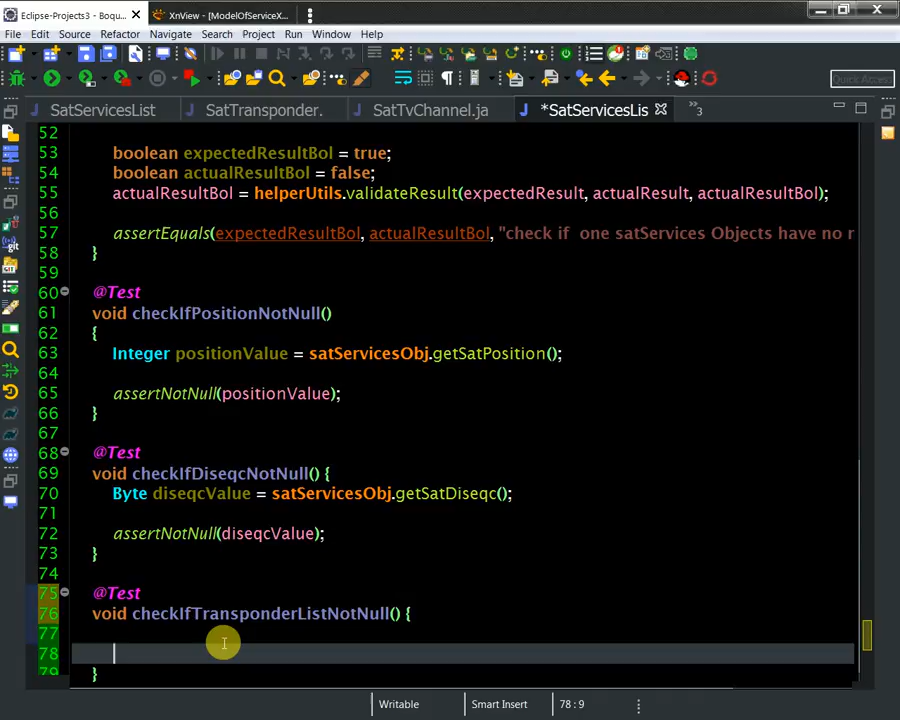 Eclipse-Projects3 - Boqu...
XnView - [ModelOfServiceX...
File Edit Source Refactor Navigate Search Project Run Window Help
Quick Access
SatServicesList
SatTransponder.
SatTvChannel.ja
*SatServicesLis
»3
52
53 boolean expectedResultBol = true;
54 boolean actualResultBol = false;
55 actualResultBol = helperUtils.validateResult(expectedResult, actualResult, actualResultBol);
56
57 assertEquals(expectedResultBol, actualResultBol, "check if one satServices Objects have no r
58 }
59
60 @Test
61 void checkIfPositionNotNull()
62 {
63 Integer positionValue = satServicesObj.getSatPosition();
64
65 assertNotNull(positionValue);
66 }
67
68 @Test
69 void checkIfDiseqcNotNull() {
70 Byte diseqcValue = satServicesObj.getSatDiseqc();
71
72 assertNotNull(diseqcValue);
73 }
74
75 @Test
76 void checkIfTransponderListNotNull() {
77
78
79 }
Writable
Smart Insert
78 : 9